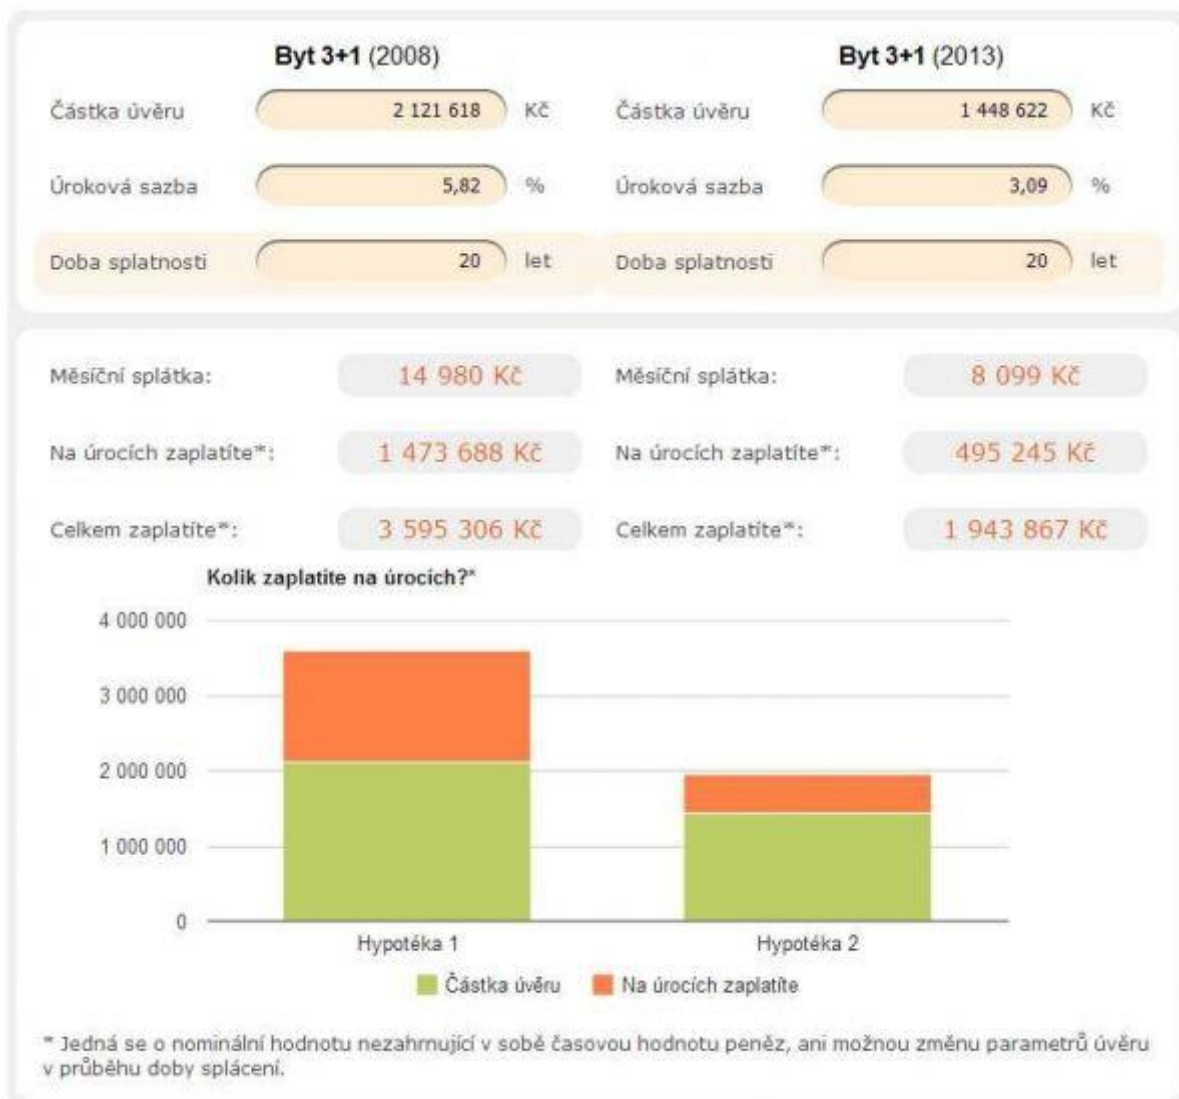 Byt 3+1 (2008) Byt 3+1 (2013)
Částka úvěru 2 121 618 Kč Částka úvěru 1 448 622 Kč
Úroková sazba 5,82 % Úroková sazba 3,09 %
Doba splatnosti 20 let Doba splatnosti 20 let
Měsíční splátka: 14 980 Kč Měsíční splátka: 8 099 Kč
Na úrocích zaplatíte*: 1 473 688 Kč Na úrocích zaplatíte*: 495 245 Kč
Celkem zaplatíte*: 3 595 306 Kč Celkem zaplatíte*: 1 943 867 Kč
Kolik zaplatíte na úrocích?*
4 000 000
3 000 000
2 000 000
1 000 000
0
Hypotéka 1 Hypotéka 2
Částka úvěru Na úrocích zaplatíte
* Jedná se o nominální hodnotu nezahrnující v sobě časovou hodnotu peněz, ani možnou změnu parametrů úvěru
v průběhu doby splácení.